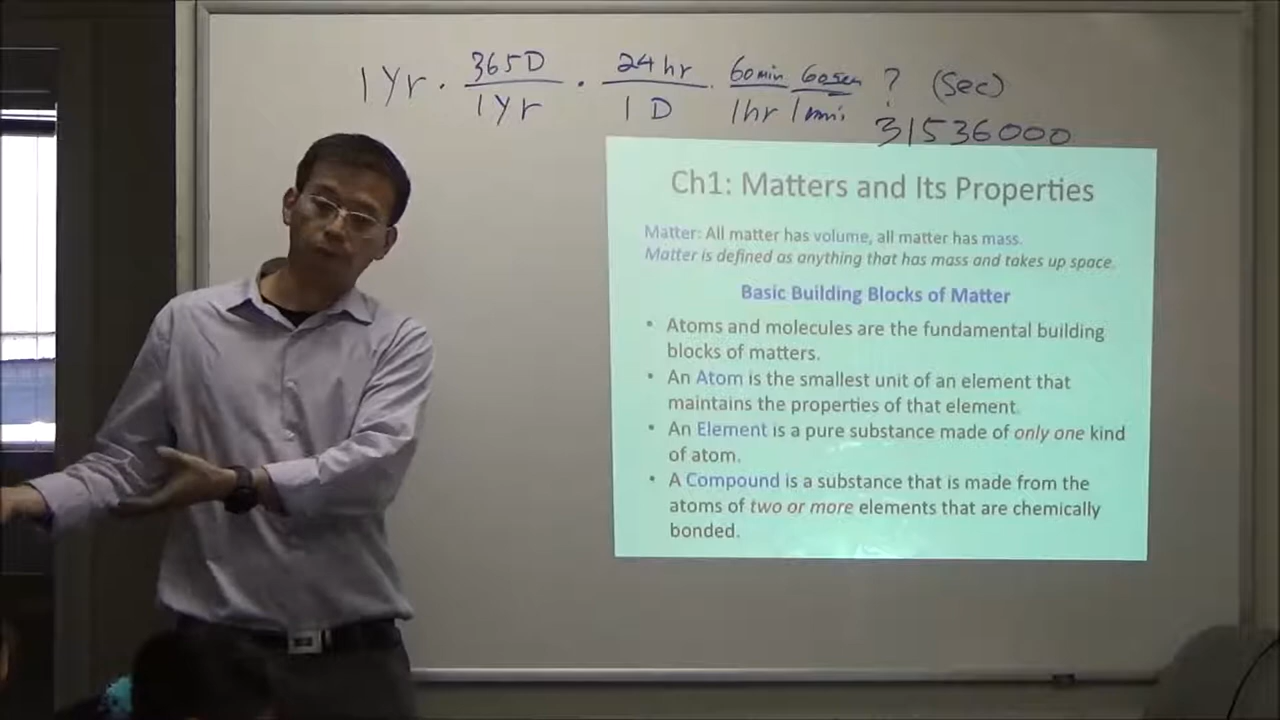 1 Yr · 365D / 1 Yr · 24 hr / 1 D · 60 min / 1 hr 60 sec / 1 min ? (Sec)
31536000
Ch1: Matters and Its Properties
Matter: All matter has volume, all matter has mass.
Matter is defined as anything that has mass and takes up space.
Basic Building Blocks of Matter
• Atoms and molecules are the fundamental building
blocks of matters.
• An Atom is the smallest unit of an element that
maintains the properties of that element.
• An Element is a pure substance made of only one kind
of atom.
• A Compound is a substance that is made from the
atoms of two or more elements that are chemically
bonded.